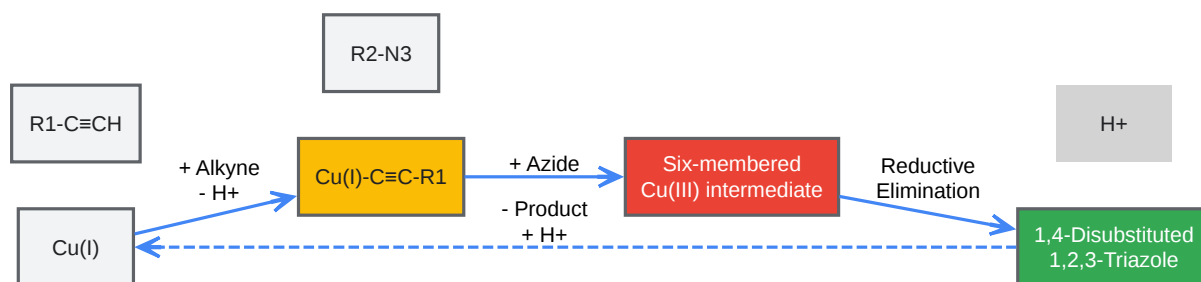 R2-N3
R1-C≡CH
H+
+ Alkyne
- H+
Cu(I)-C≡C-R1
+ Azide
Six-membered
Cu(III) intermediate
Reductive
Elimination
- Product
+ H+
Cu(I)
1,4-Disubstituted
1,2,3-Triazole